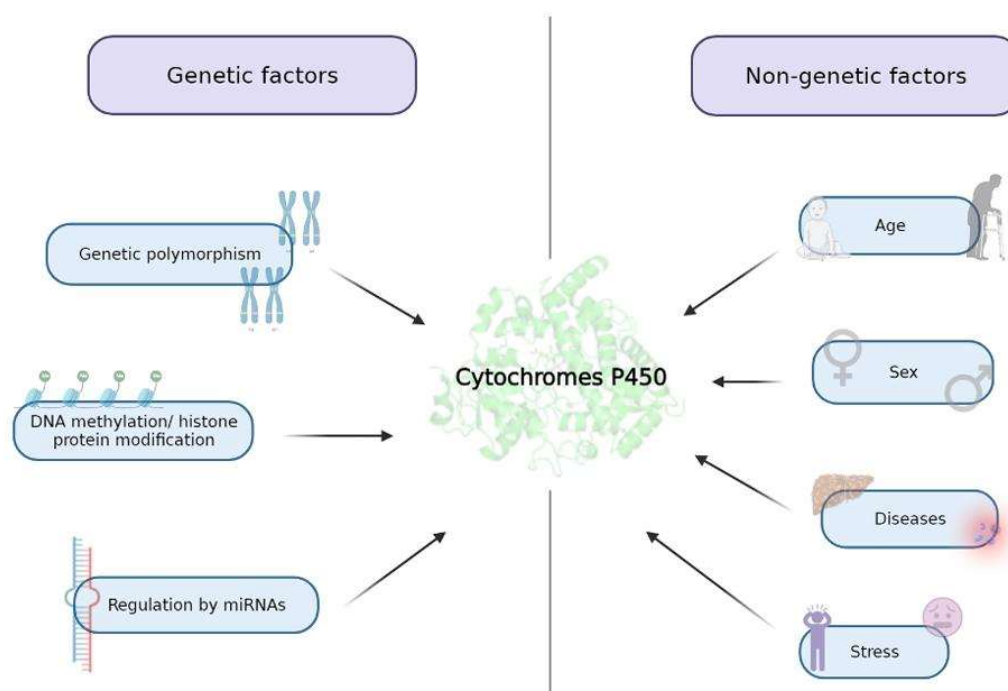 Genetic factors
Non-genetic factors
Genetic polymorphism
Age
Cytochromes P450
Sex
DNA methylation/ histone
protein modification
Diseases
Regulation by miRNAs
Stress